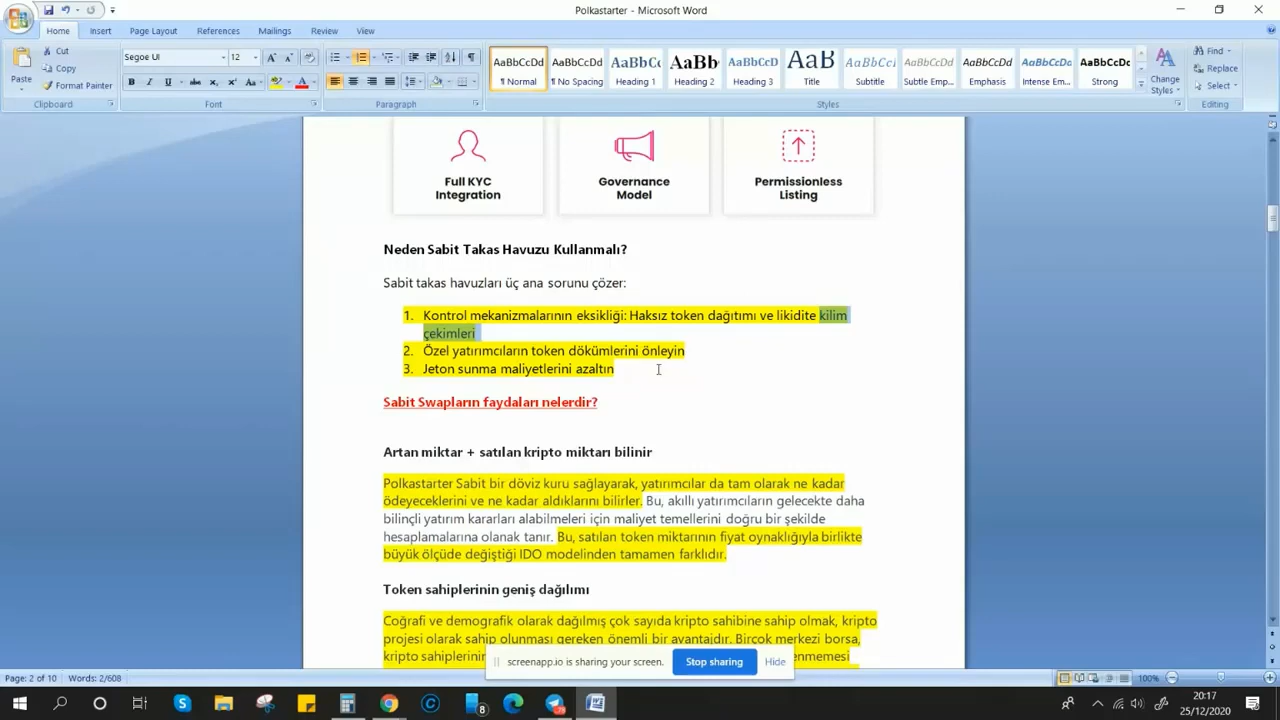 Polkastarter - Microsoft Word
Home Insert Page Layout References Mailings Review View
Paste
Cut
Copy
Format Painter
Clipboard
Segoe UI 12
Font
Paragraph
AaBbCcDd AaBbCcDd AaBbCc AaBbCc AaBbCcD AaB AaBbCcL AaBbCcDd AaBbCcDd AaBbCcDd AaBbCcDc
¶ Normal ¶ No Spacing Heading 1 Heading 2 Heading 3 Title Subtitle Subtle Emp... Emphasis Intense Em... Strong
Styles
Change Styles
Find
Replace
Select
Editing
Full KYC Integration
Governance Model
Permissionless Listing
Neden Sabit Takas Havuzu Kullanmalı?
Sabit takas havuzları üç ana sorunu çözer:
1. Kontrol mekanizmalarının eksikliği: Haksız token dağıtımı ve likidite kilim
çekimleri
2. Özel yatırımcıların token dökümlerini önleyin
3. Jeton sunma maliyetlerini azaltın
Sabit Swapların faydaları nelerdir?
Artan miktar + satılan kripto miktarı bilinir
Polkastarter Sabit bir döviz kuru sağlayarak, yatırımcılar da tam olarak ne kadar
ödeyeceklerini ve ne kadar aldıklarını bilirler. Bu, akıllı yatırımcıların gelecekte daha
bilinçli yatırım kararları alabilmeleri için maliyet temellerini doğru bir şekilde
hesaplamalarına olanak tanır. Bu, satılan token miktarının fiyat oynaklığıyla birlikte
büyük ölçüde değiştiği IDO modelinden tamamen farklıdır.
Token sahiplerinin geniş dağılımı
Coğrafi ve demografik olarak dağılmış çok sayıda kripto sahibine sahip olmak, kripto
projesi olarak sahip olunması gereken önemli bir avantajdır. Birçok merkezi borsa,
kripto sahiplerinin
screenapp.io is sharing your screen. Stop sharing Hide
Page: 2 of 10 Words: 2/608
100%
20:17
25/12/2020